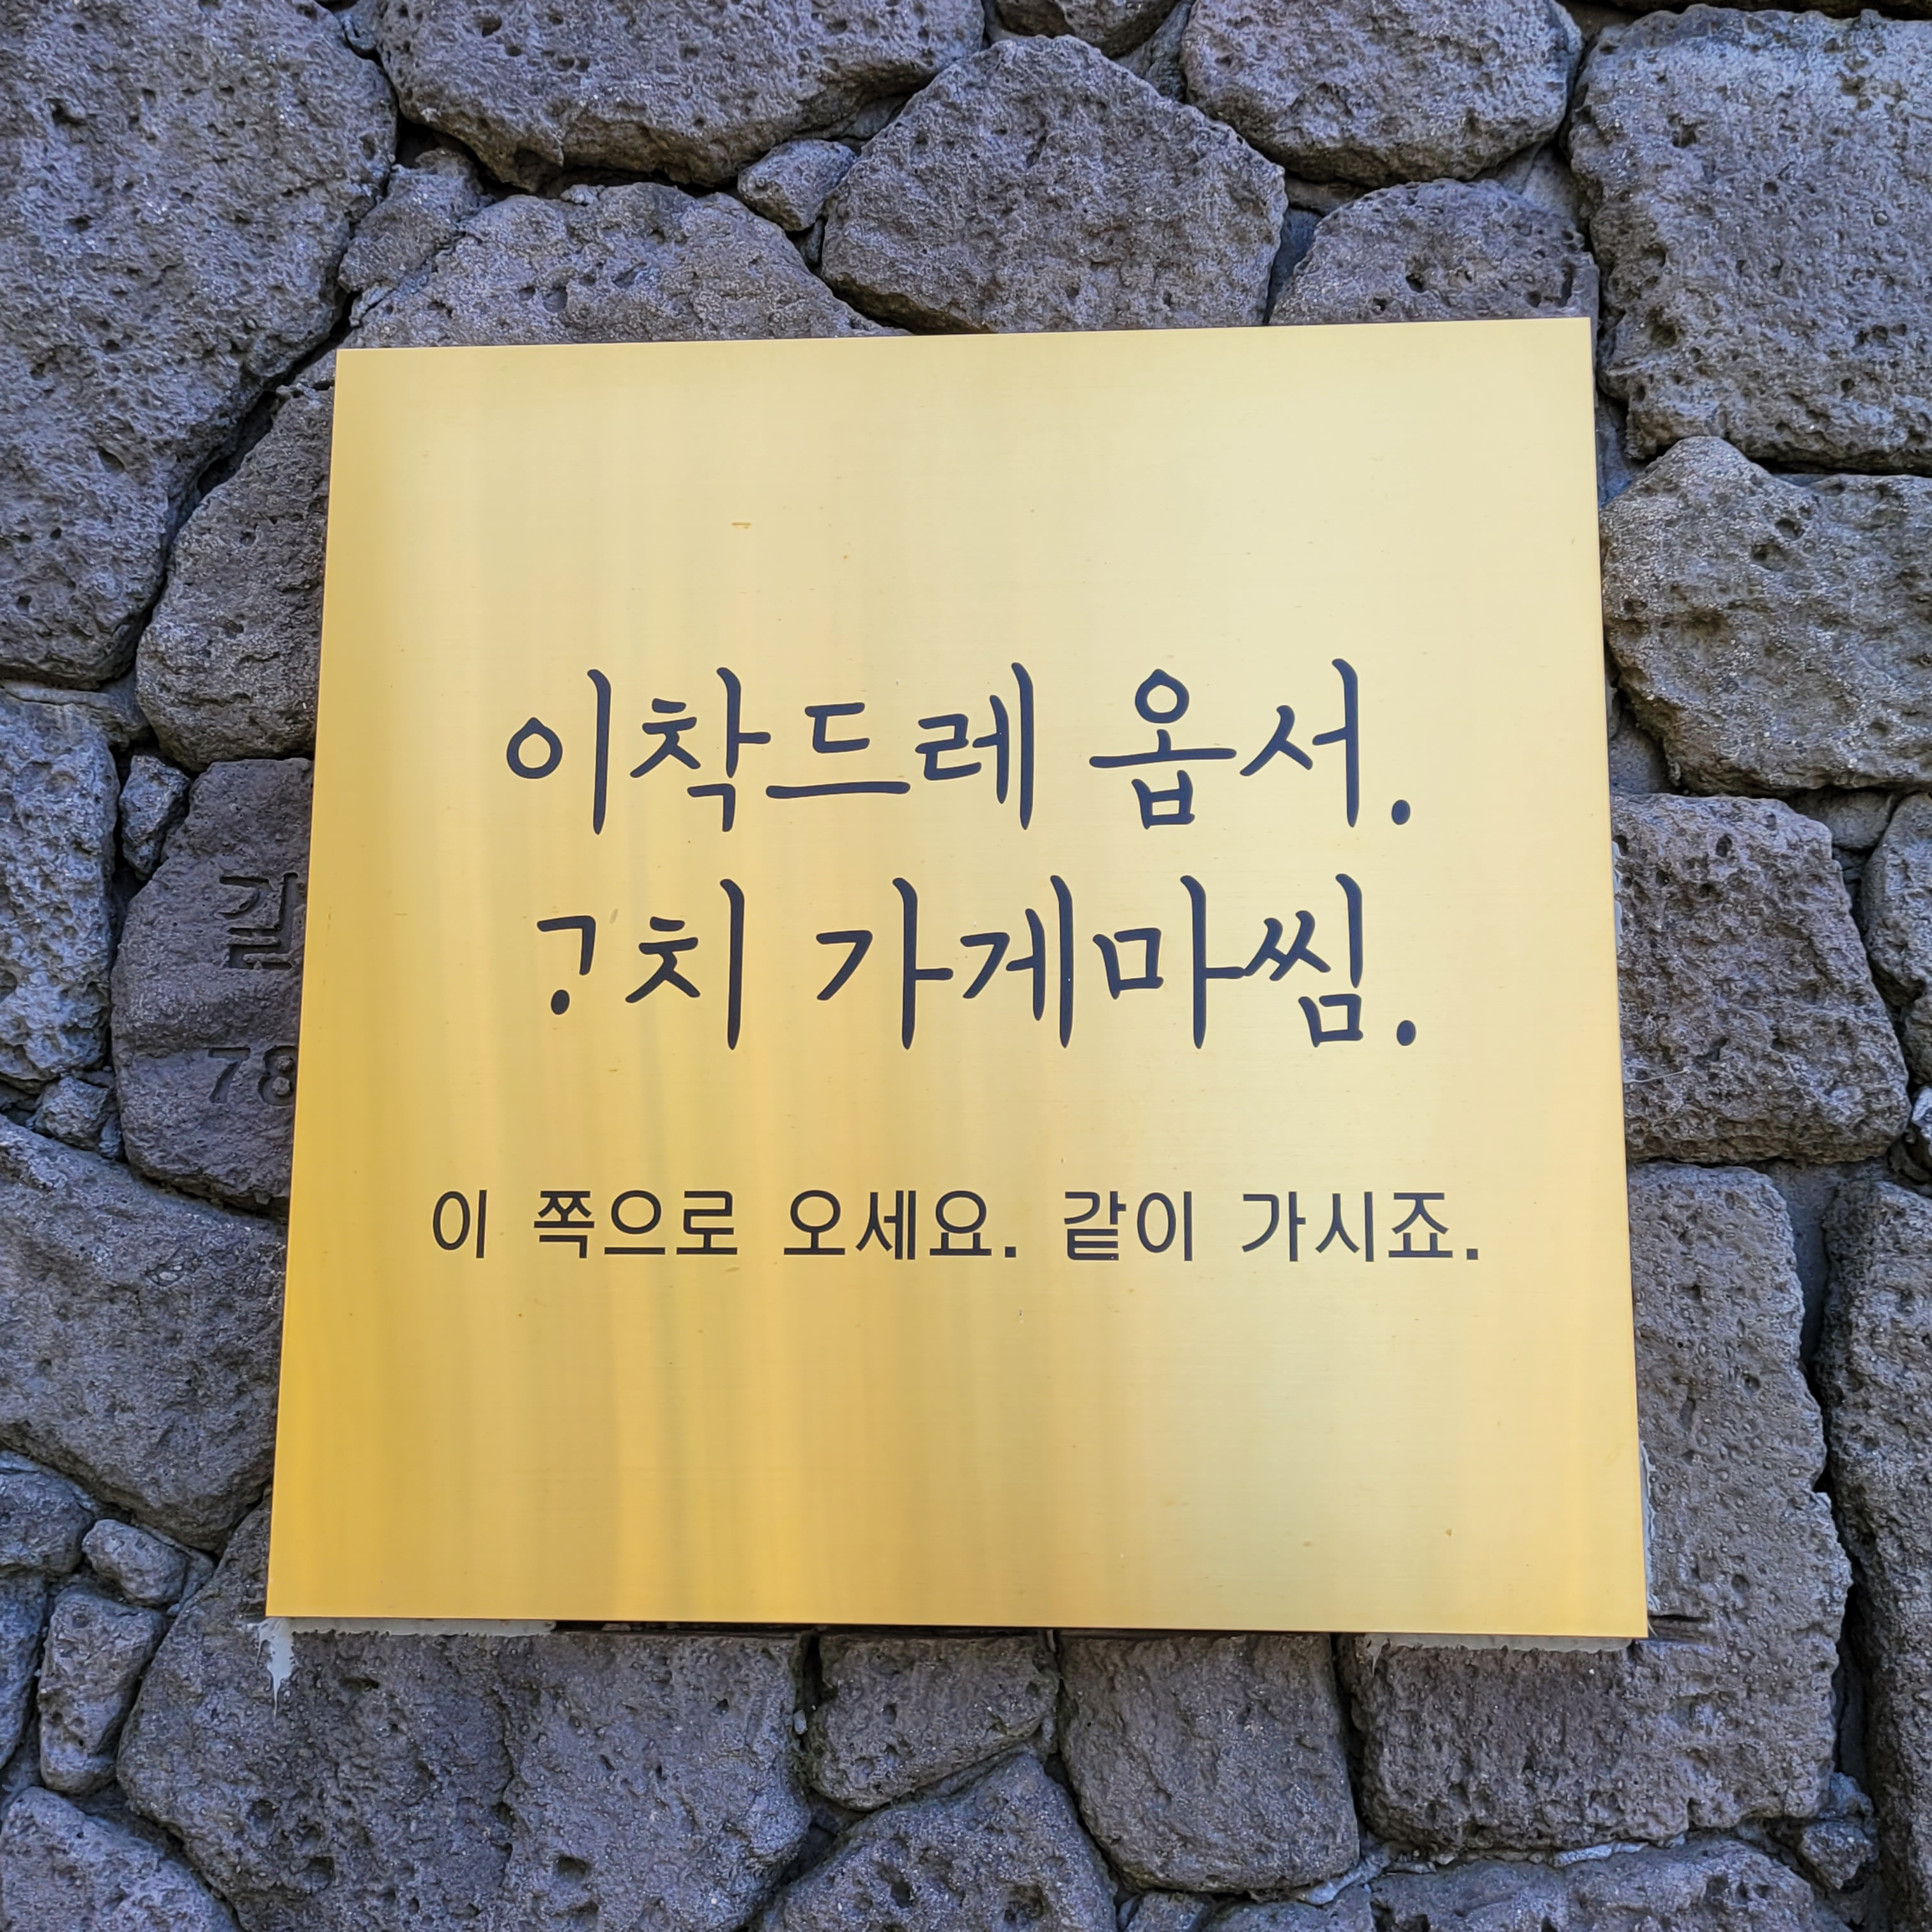 이착드레 옵서.
ᄀᆞ치 가게마씸.
이 쪽으로 오세요. 같이 가시죠.
78